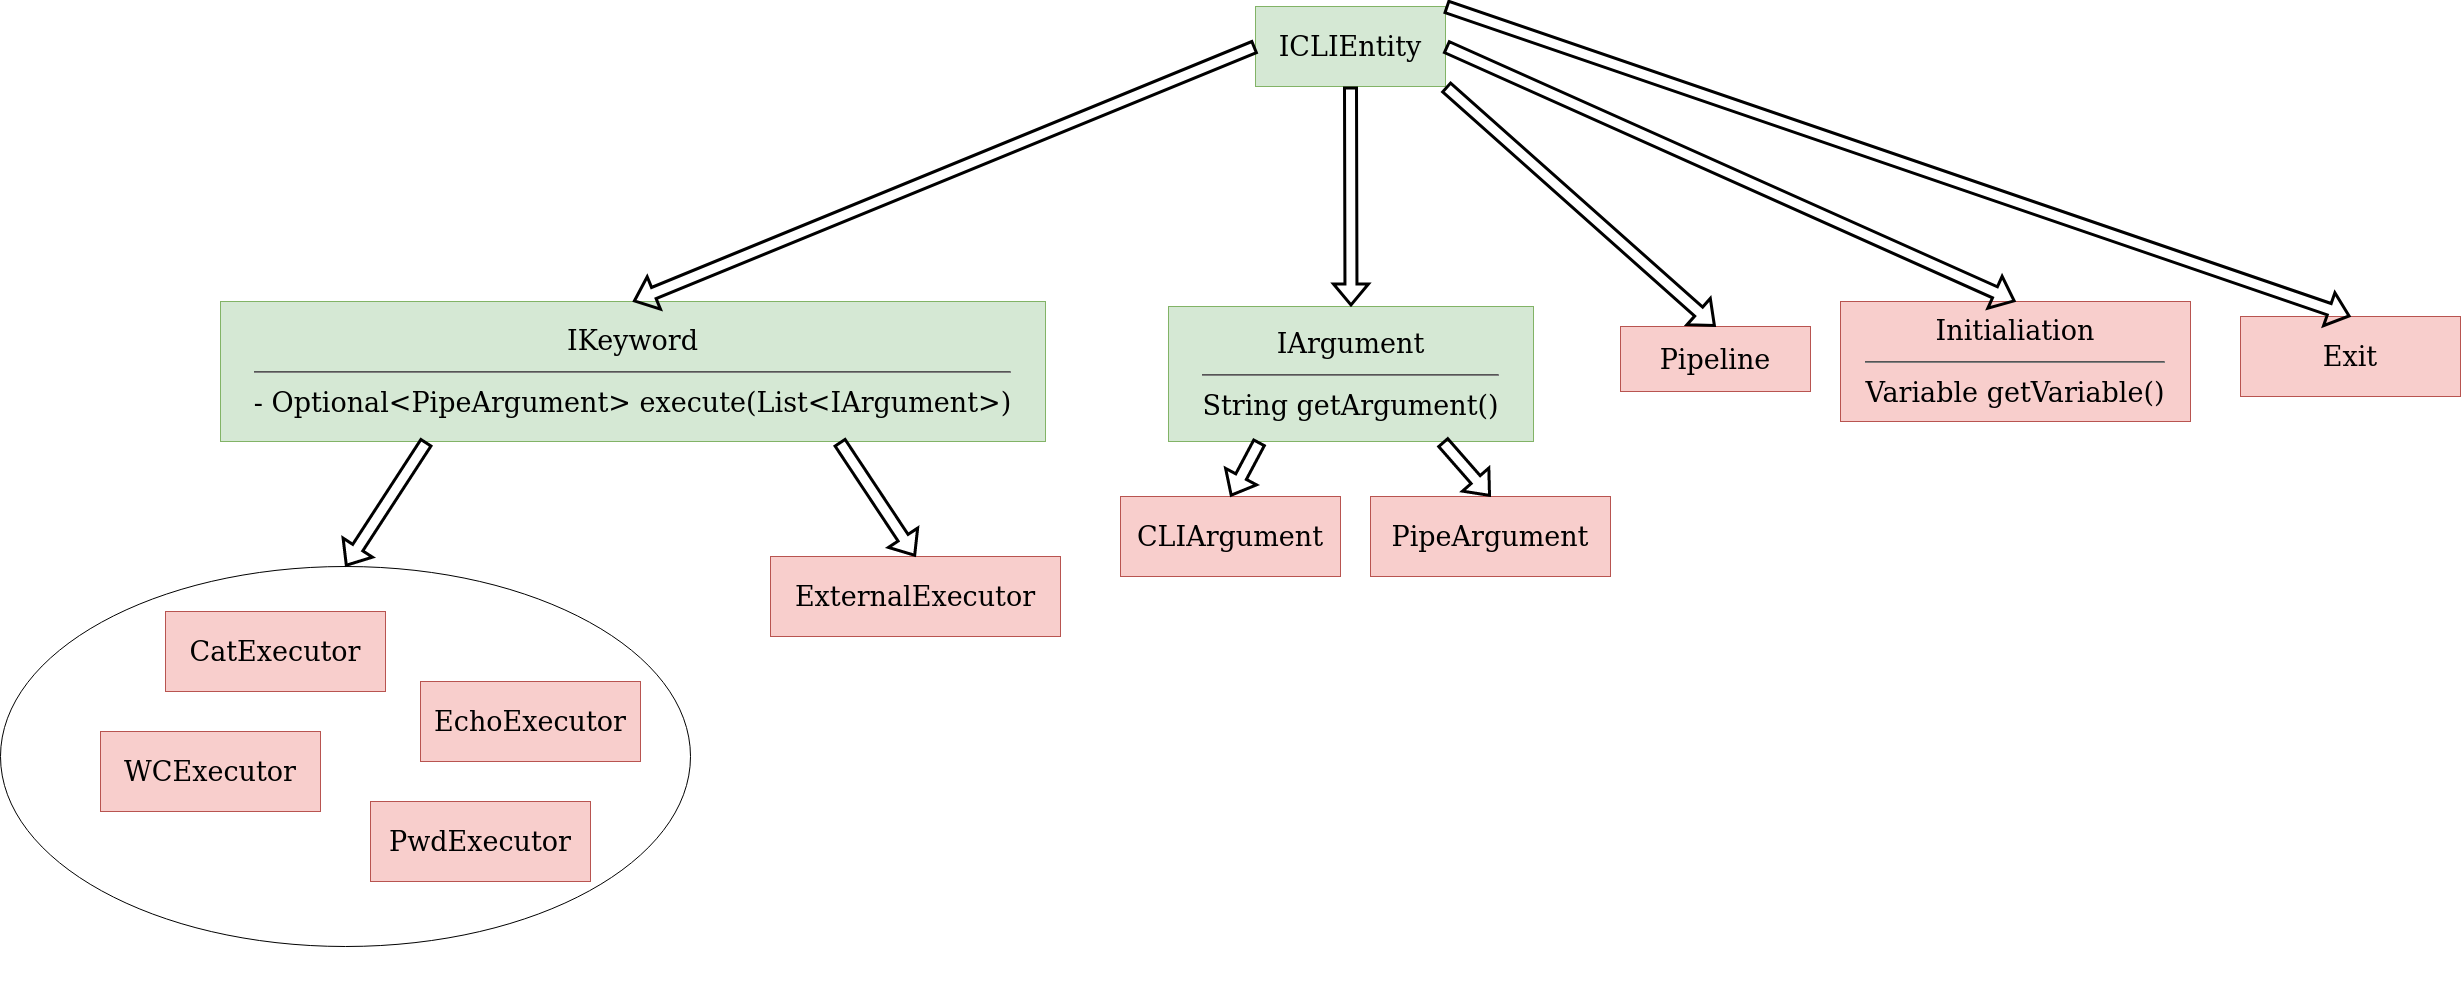 ICLIEntity
IKeyword
- Optional<PipeArgument> execute(List<IArgument>)
IArgument
String getArgument()
Pipeline
Initialiation
Variable getVariable()
Exit
CLIArgument
PipeArgument
ExternalExecutor
CatExecutor
EchoExecutor
WCExecutor
PwdExecutor